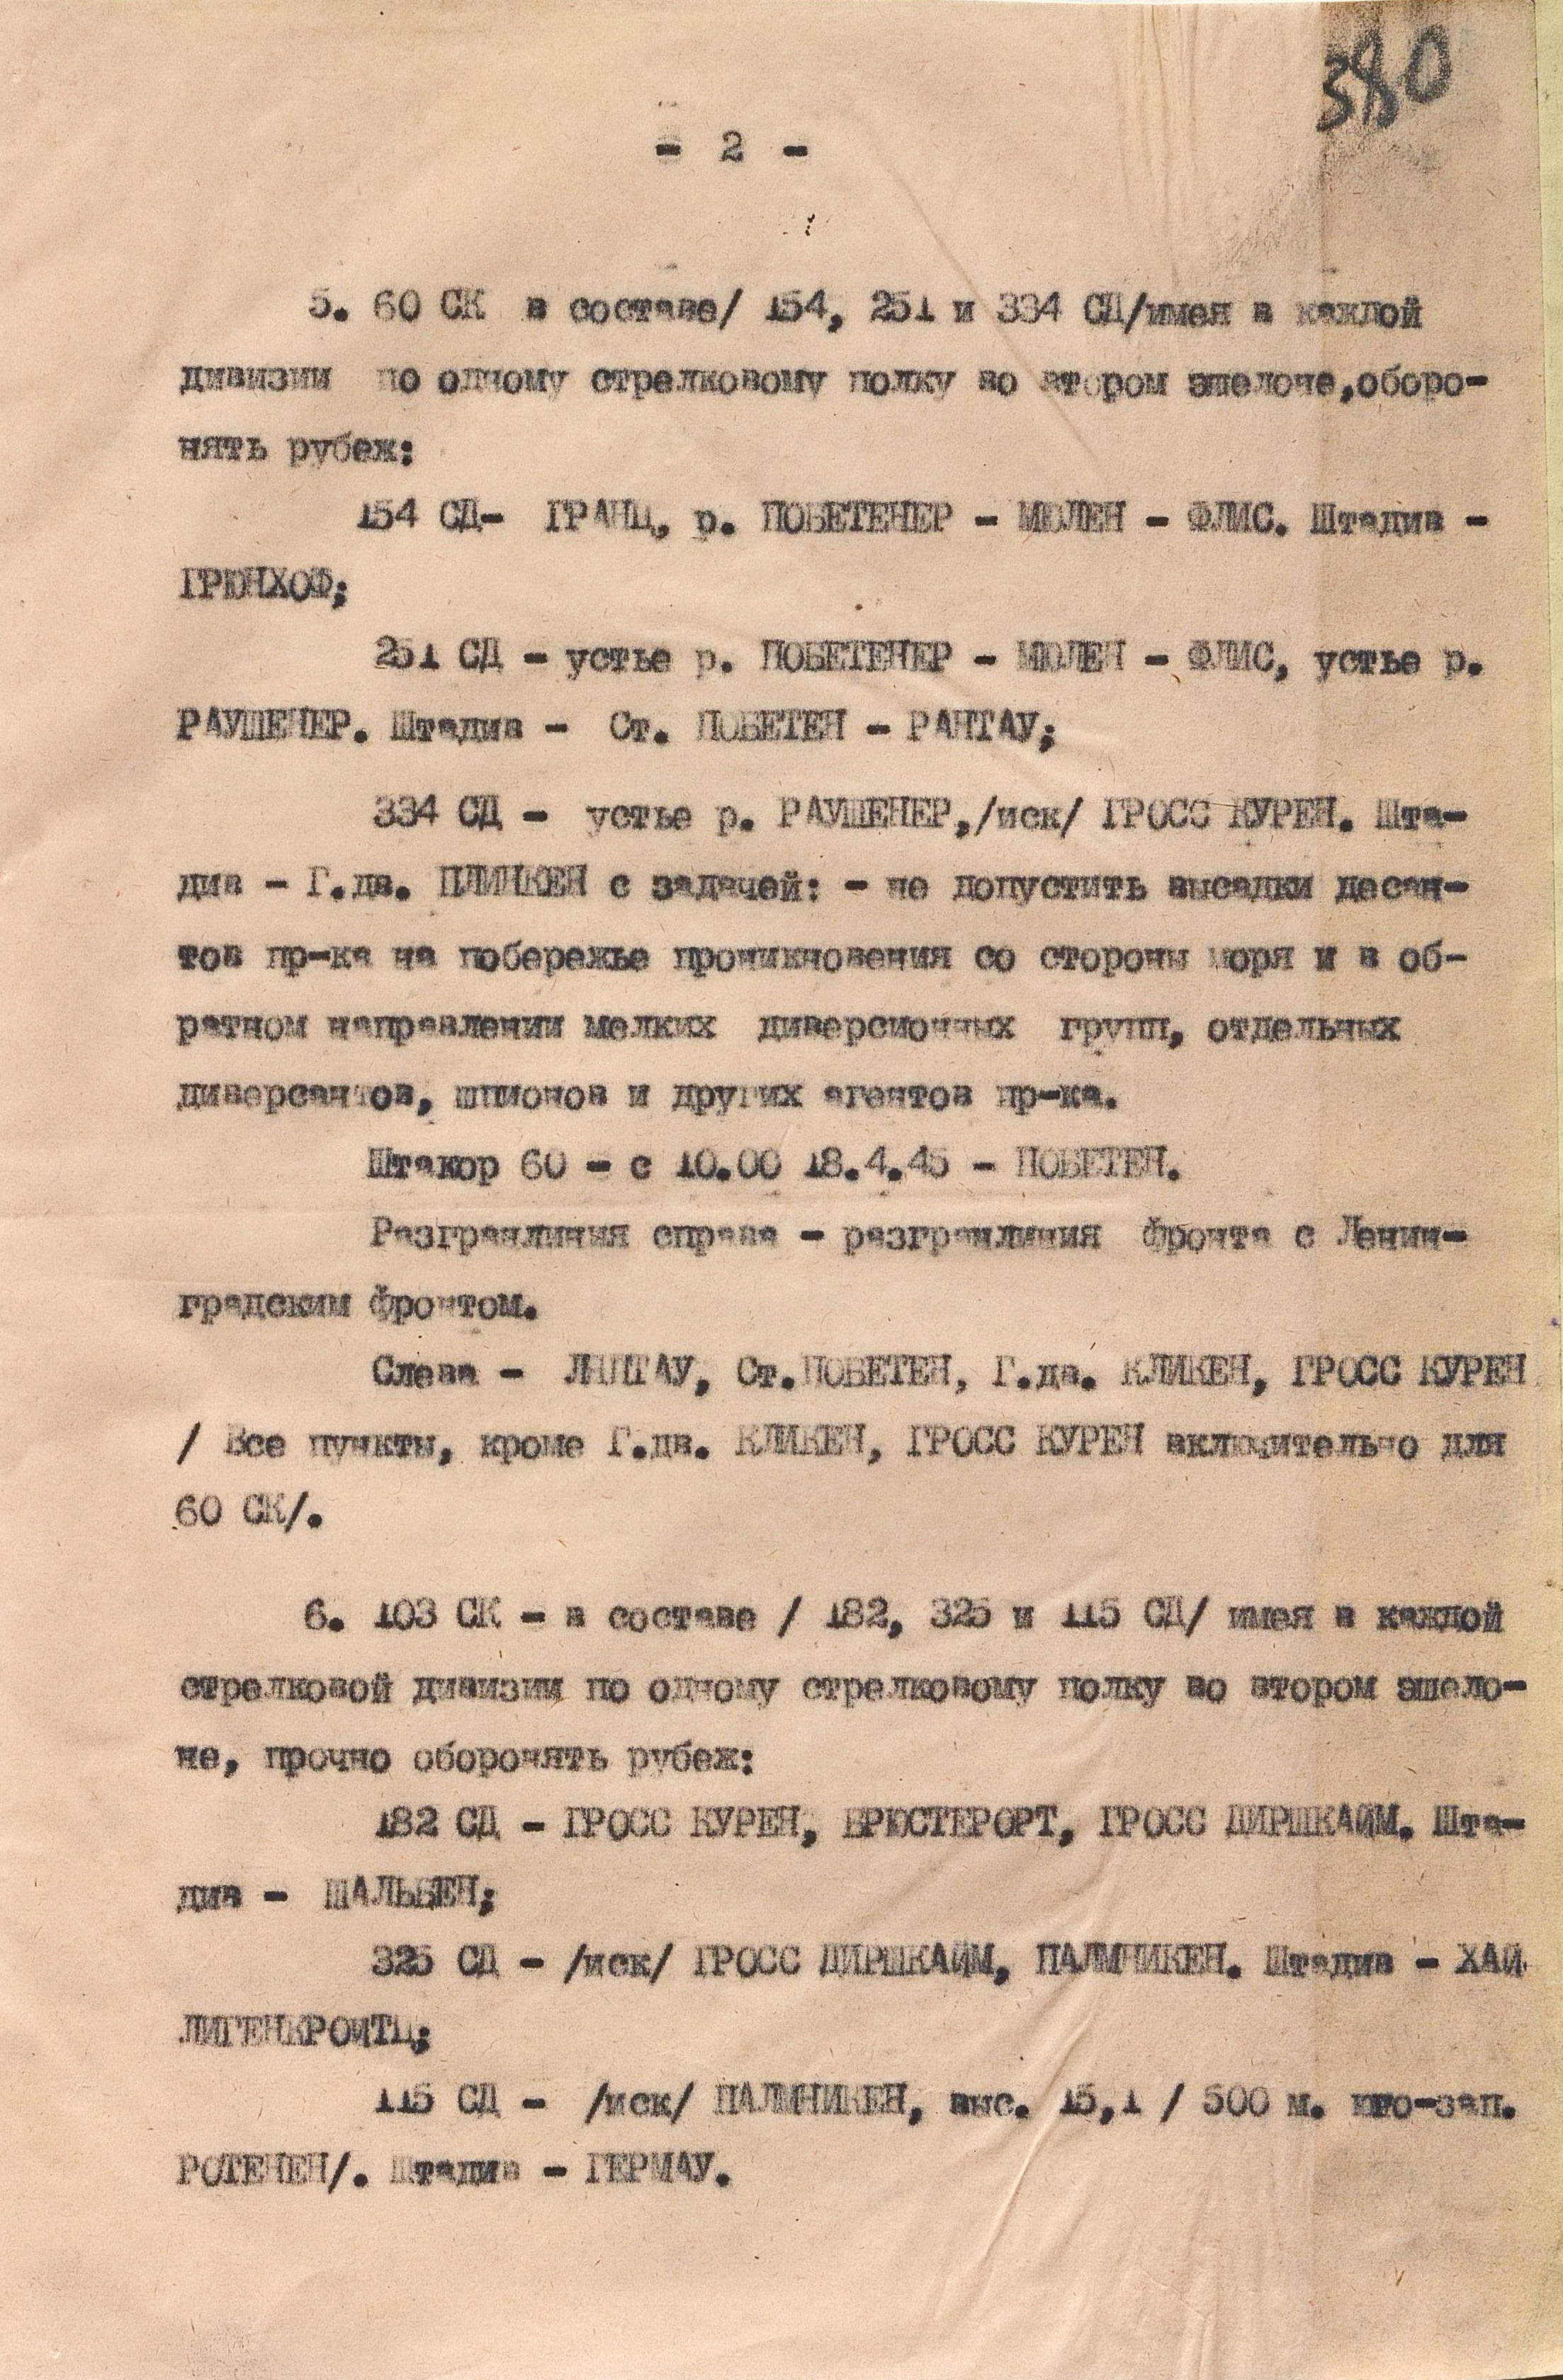 380
- 2 -
5. 60 СК в составе/ 154, 251 и 334 СД/имея в каждой
дивизии по одному стрелковому полку во втором эшелоне,оборо-
нять рубеж:
154 СД- ГРАНЦ, р. ПОБЕТЕНЕР - МЮЛЕН - ФЛИС. Штадив -
ГРЮНХОФ;
251 СД - устье р. ПОБЕТЕНЕР - МЮЛЕН - ФЛИС, устье р.
РАУШЕНЕР. Штадив - Ст. ПОБЕТЕН - РАНТАУ;
334 СД - устье р. РАУШЕНЕР,/иск/ ГРОСС КУРЕН. Шта-
див - Г.дв. ПЛИНКЕН с задачей: - не допустить высадки десан-
тов пр-ка на побережье проникновения со стороны моря и в об-
ратном направлении мелких диверсионных групп, отдельных
диверсантов, шпионов и других агентов пр-ка.
Штакор 60 - с 10.00 18.4.45 - ПОБЕТЕН.
Разгранлиния справа - разгранлиния фронта с Ленин-
градским фронтом.
Слева - Ст.ПОБЕТЕН, Г.дв. КЛИКЕН, ГРОСС КУРЕН
/ Все пункты, кроме Г.дв. КЛИКЕН, ГРОСС КУРЕН включительно для
60 СК/.
6. 103 СК - в составе / 182, 325 и 115 СД/ имея в каждой
стрелковой дивизии по одному стрелковому полку во втором эшело-
не, прочно оборонять рубеж:
182 СД - ГРОСС КУРЕН, БРЮСТЕРОРТ, ГРОСС ДИРШКАЙМ. Шта-
див - ШАЛЬБЕН;
325 СД - /иск/ ГРОСС ДИРШКАЙМ, ПАЛМНИКЕН. Штадив - ХАЙ
ЛИГЕНКРОЙТЦ;
115 СД - /иск/ ПАЛМНИКЕН, выс. 15,1 / 500 м. юго-зап.
РОТЕНЕН/. Штадив - ГЕРМАУ.